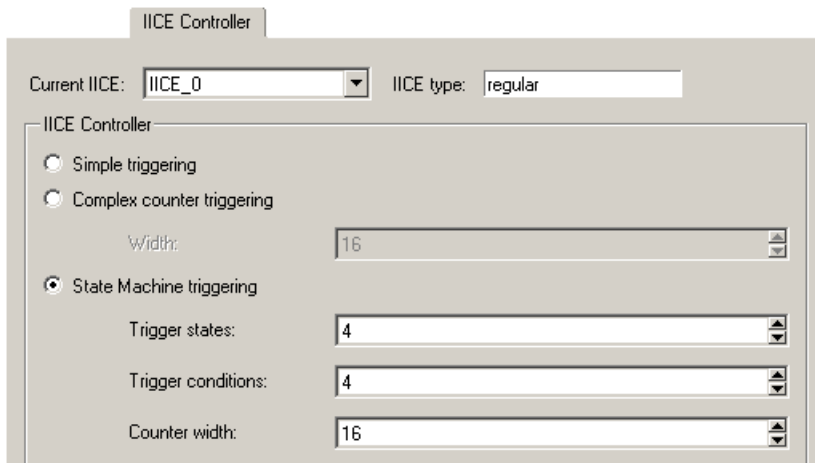 IICE Controller
Current IICE: IICE_0 IICE type: regular
IICE Controller
Simple triggering
Complex counter triggering
Width: 16
State Machine triggering
Trigger states: 4
Trigger conditions: 4
Counter width: 16